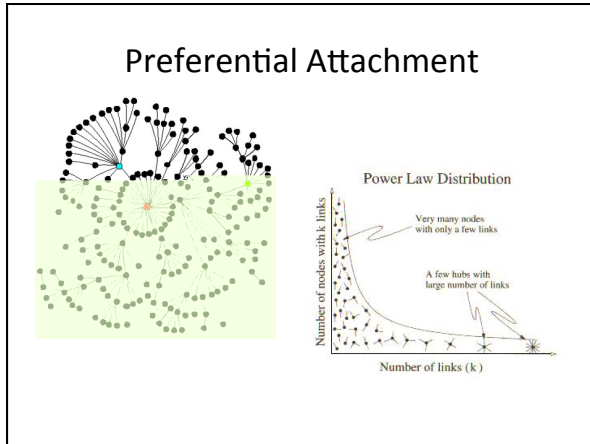 Preferential Attachment
Power Law Distribution
Very many nodes
with only a few links
A few hubs with
large number of links
Number of nodes with k links
Number of links (k)